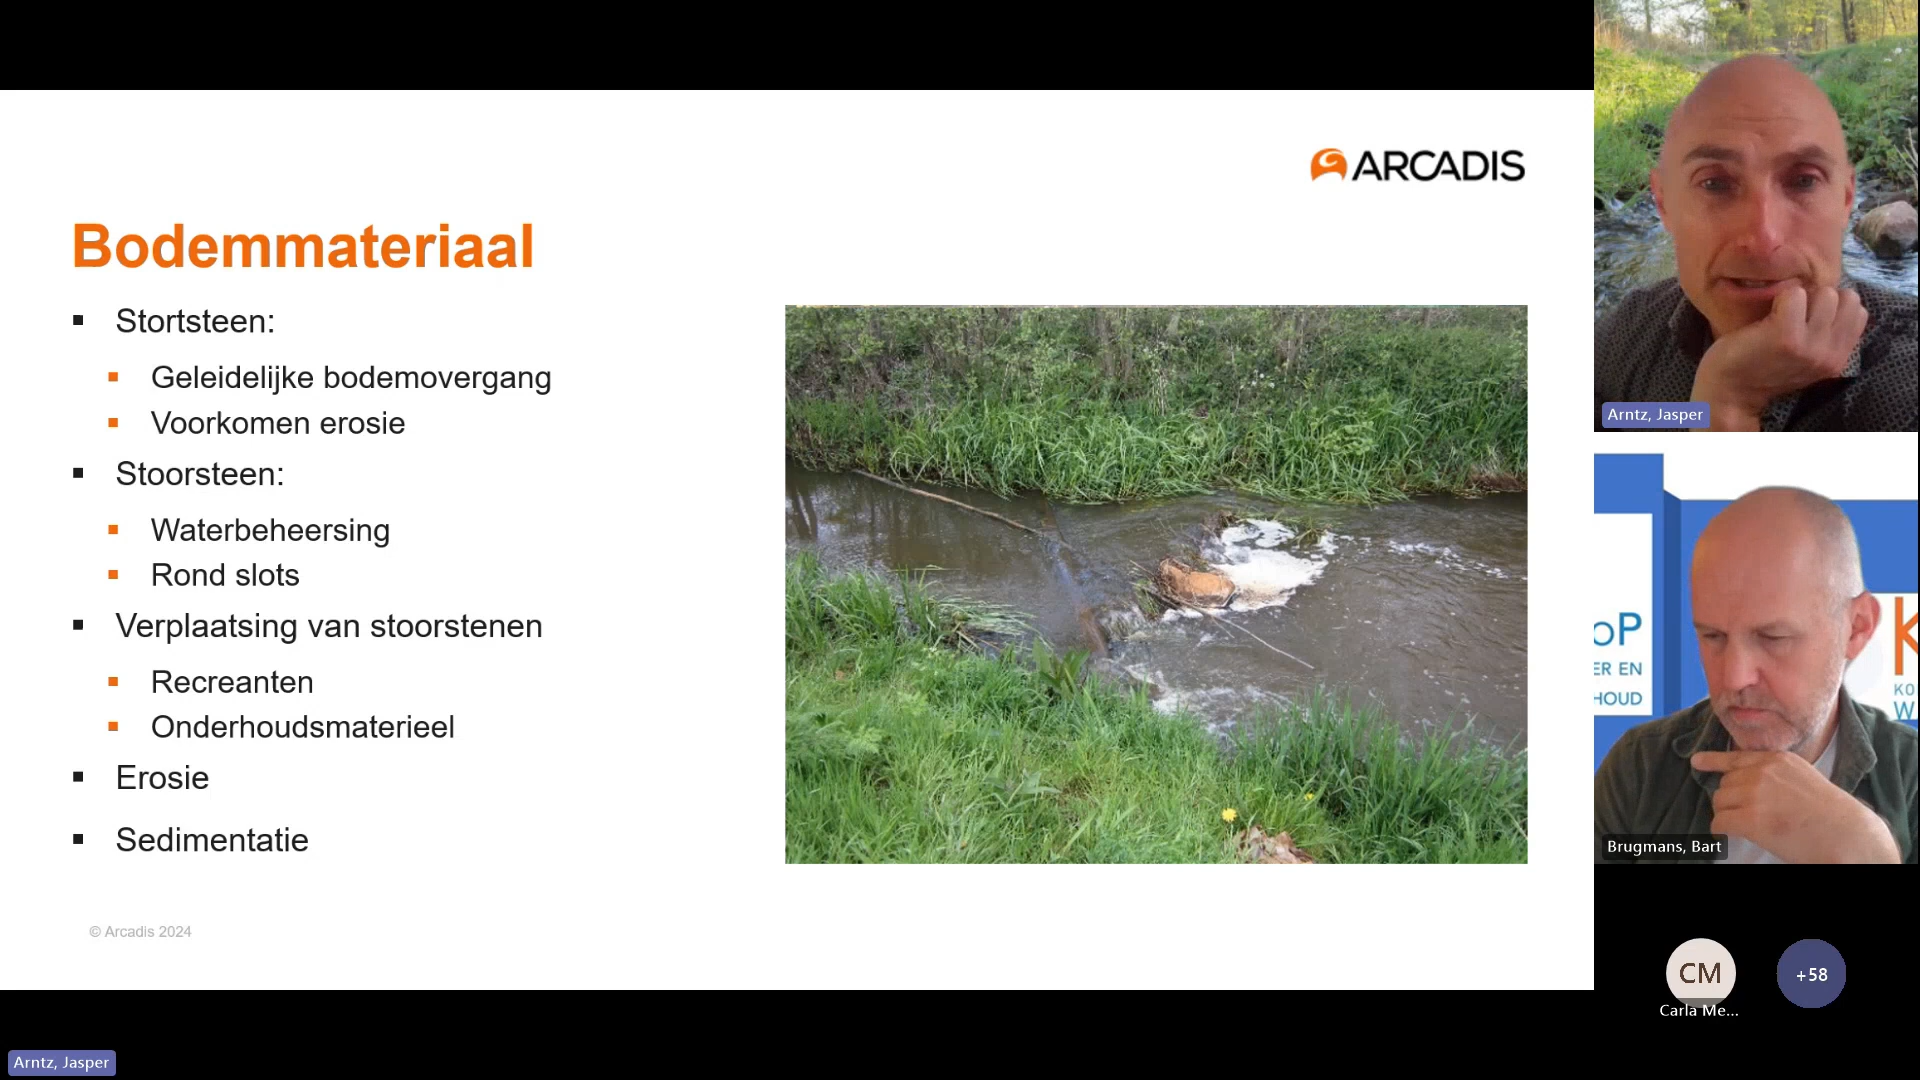 ARCADIS
Bodemmateriaal
Stortsteen:
Geleidelijke bodemovergang
Voorkomen erosie
Stoorsteen:
Waterbeheersing
Rond slots
Verplaatsing van stoorstenen
Recreanten
Onderhoudsmaterieel
Erosie
Sedimentatie
© Arcadis 2024
Arntz, Jasper
oP
ER EN
HOUD
K
KO
W
Brugmans, Bart
CM
+58
Carla Me...
Arntz, Jasper